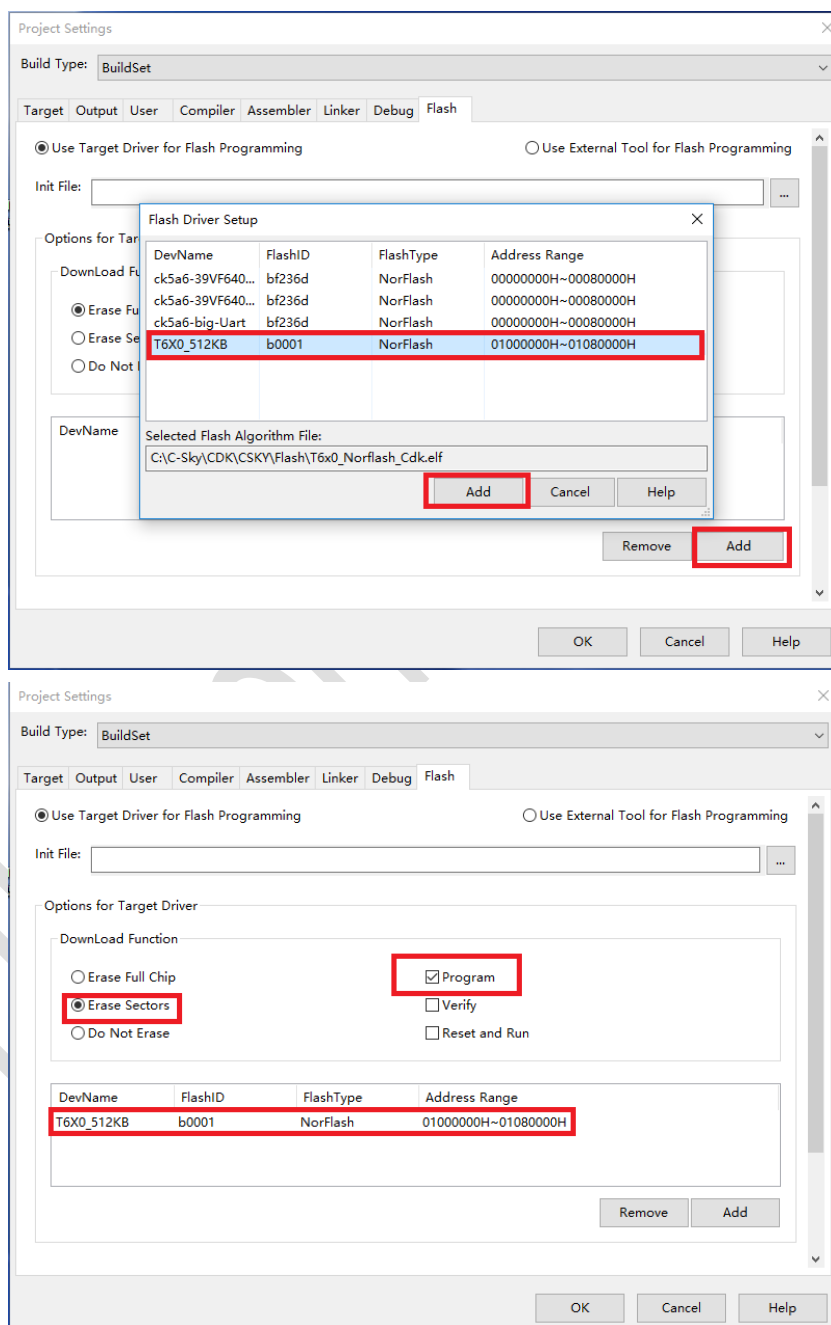 Project Settings
Build Type: BuildSet
Target Output User Compiler Assembler Linker Debug Flash
Use Target Driver for Flash Programming Use External Tool for Flash Programming
Init File: ...
Flash Driver Setup
Options for Tar
DevName FlashID FlashType Address Range
DownLoad Fu
ck5a6-39VF640... bf236d NorFlash 00000000H~00080000H
ck5a6-39VF640... bf236d NorFlash 00000000H~00080000H
Erase Fu
ck5a6-big-Uart bf236d NorFlash 00000000H~00080000H
Erase Se
T6X0_512KB b0001 NorFlash 01000000H~01080000H
Do Not
DevName
Selected Flash Algorithm File:
C:\C-Sky\CDK\CSKY\Flash\T6x0_Norflash_Cdk.elf
Add Cancel Help
Remove Add
OK Cancel Help
Project Settings
Build Type: BuildSet
Target Output User Compiler Assembler Linker Debug Flash
Use Target Driver for Flash Programming Use External Tool for Flash Programming
Init File: ...
Options for Target Driver
DownLoad Function
Erase Full Chip Program
Erase Sectors Verify
Do Not Erase Reset and Run
DevName FlashID FlashType Address Range
T6X0_512KB b0001 NorFlash 01000000H~01080000H
Remove Add
OK Cancel Help